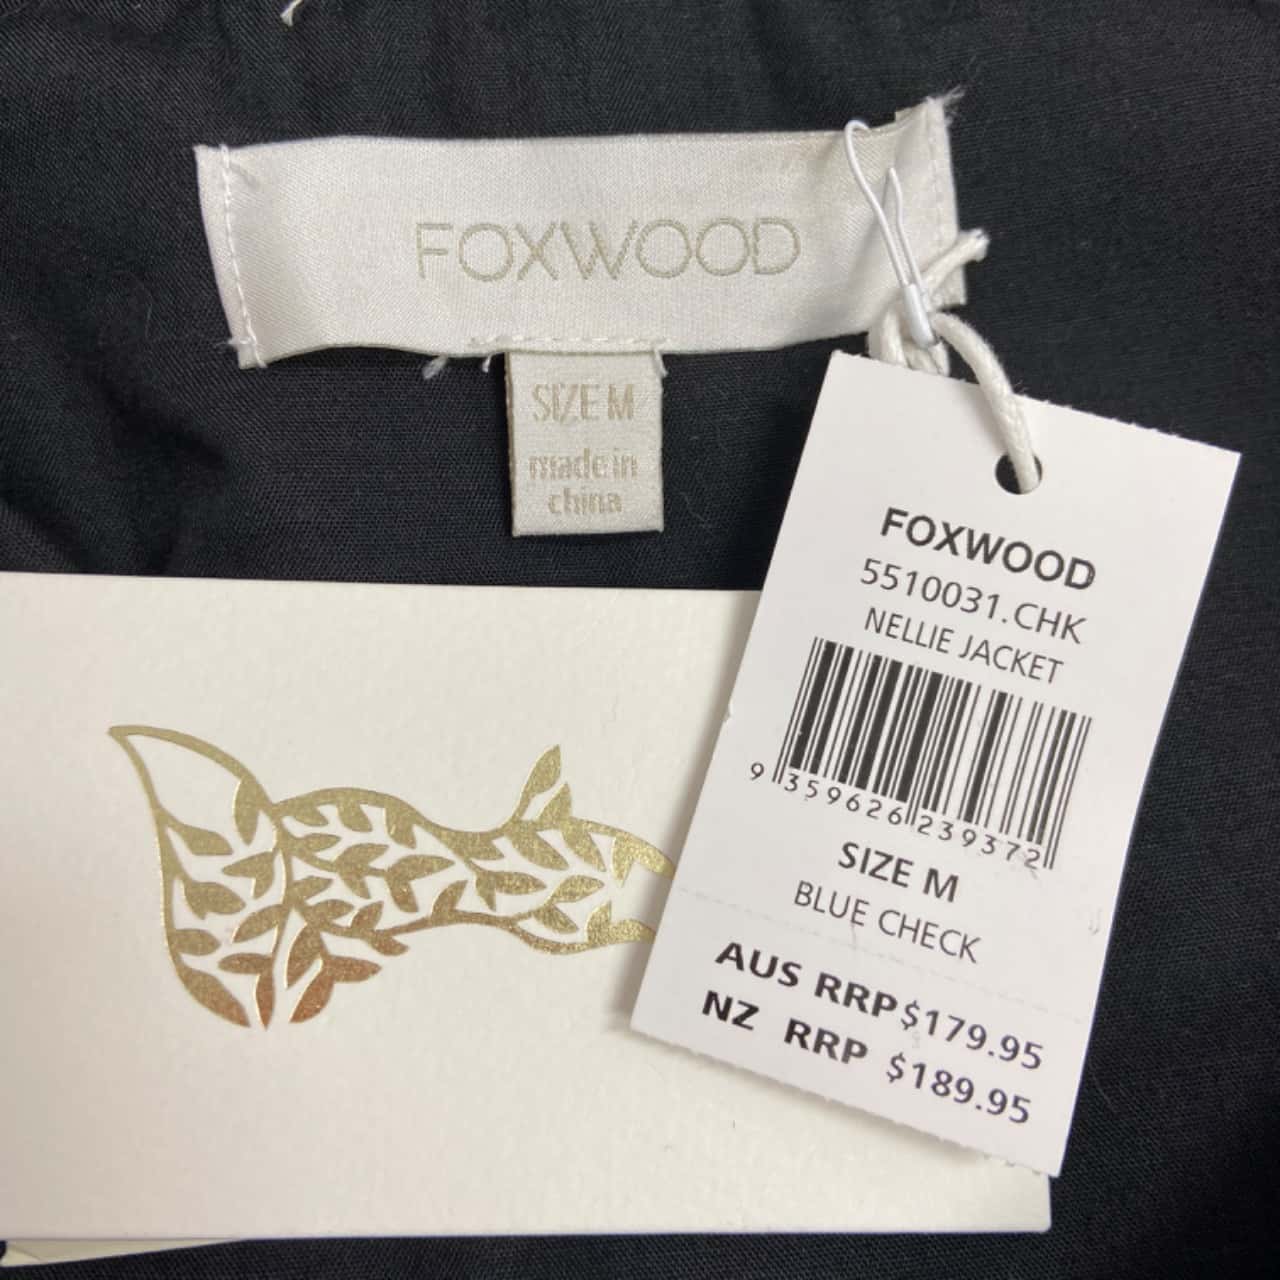 FOXWOOD
SIZE M
made in
china
FOXWOOD
5510031.CHK
NELLIE JACKET
9 359626 239372
SIZE M
BLUE CHECK
AUS RRP $179.95
NZ RRP $189.95